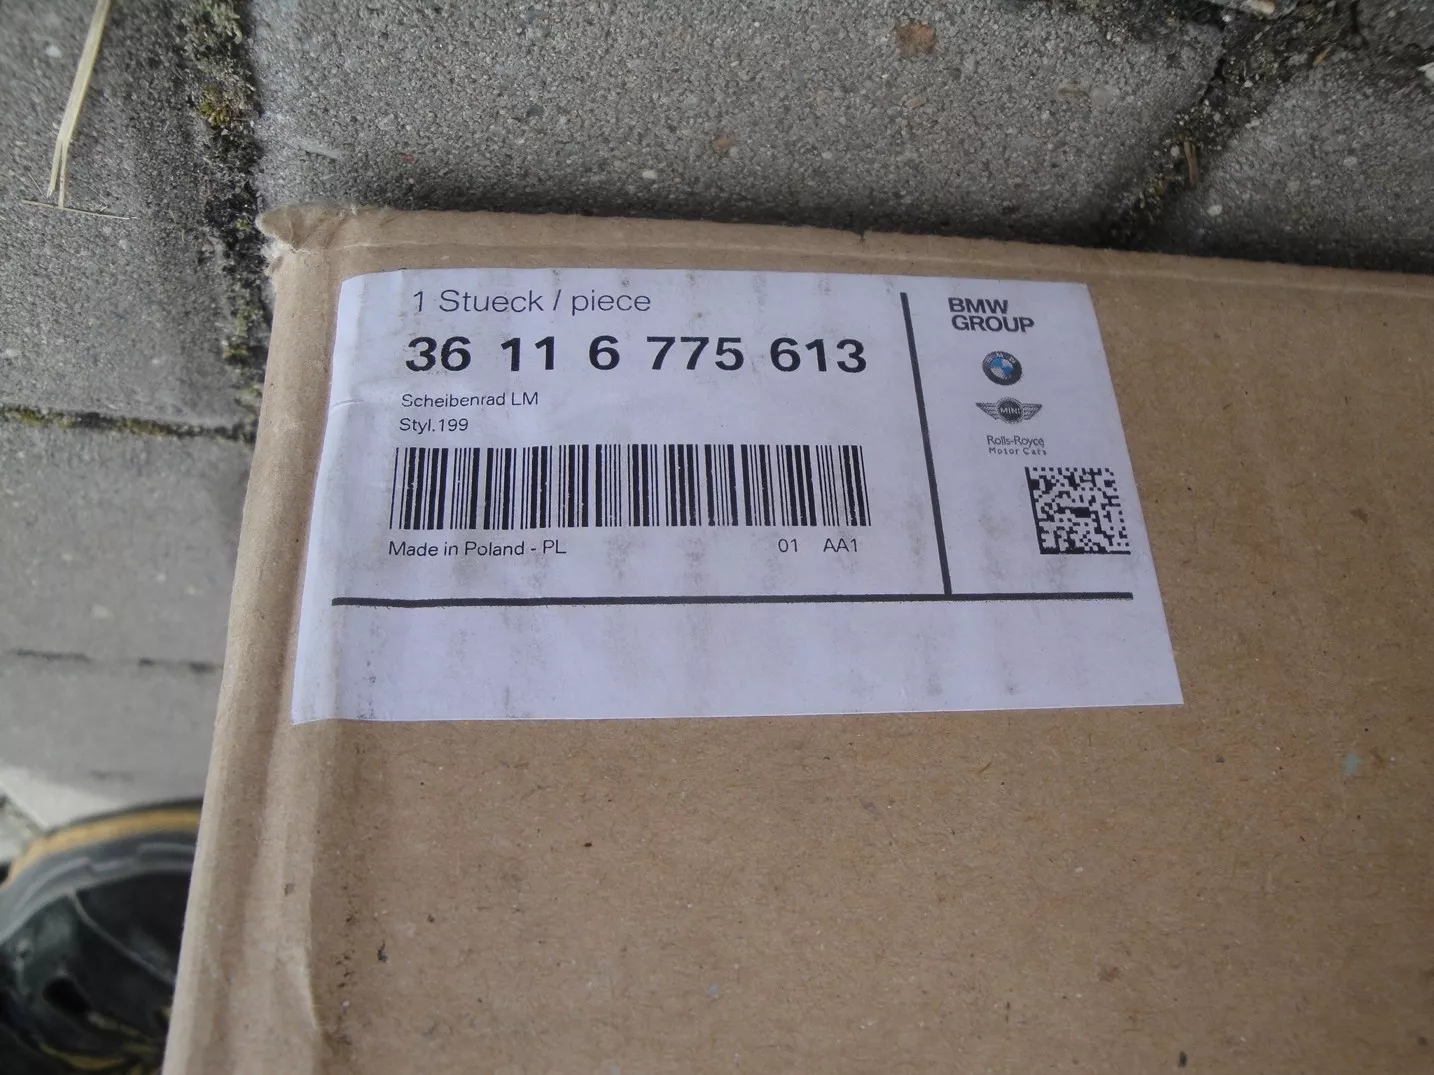 1 Stueck / piece
36 11 6 775 613
Scheibenrad LM
Styl.199
Made in Poland - PL
01 AA1
BMW
GROUP
BMW
MINI
Rolls-Royce
Motor Cars